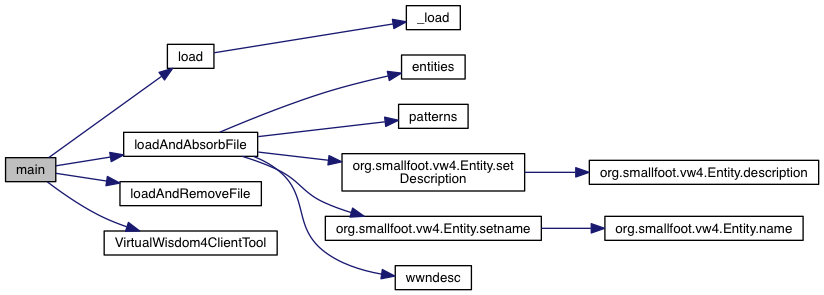 _load
load
entities
patterns
loadAndAbsorbFile
org.smallfoot.vw4.Entity.set
Description
org.smallfoot.vw4.Entity.description
main
loadAndRemoveFile
org.smallfoot.vw4.Entity.setname
org.smallfoot.vw4.Entity.name
VirtualWisdom4ClientTool
wwndesc